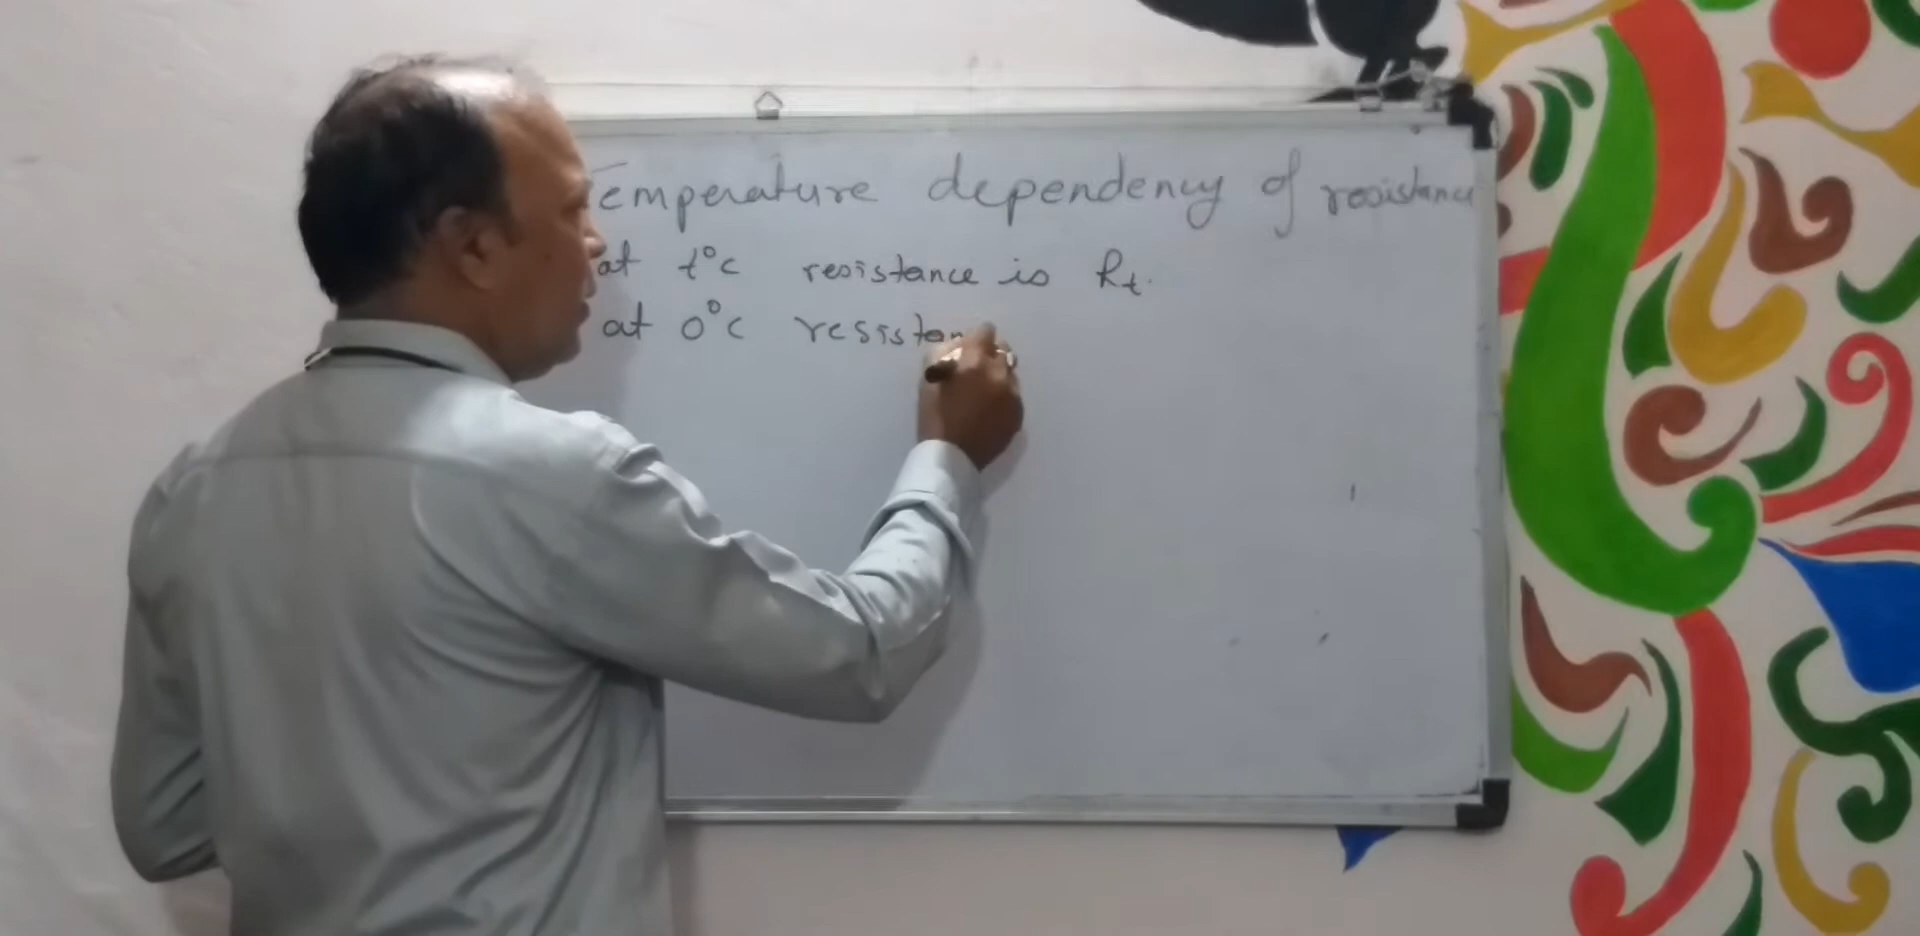 Temperature dependency of resistance
at t°c resistance is Rt.
at 0°c resistan